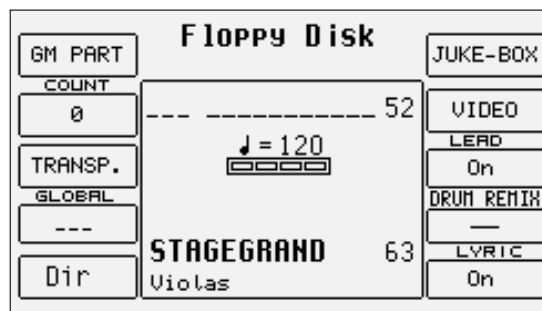 Floppy Disk
GM PART
JUKE-BOX
COUNT
0
--- ----------- 52
VIDEO
♩ = 120
LEAD
On
TRANSP.
GLOBAL
---
DRUM REMIX
—
STAGEGRAND 63
LYRIC
On
Dir
Violas